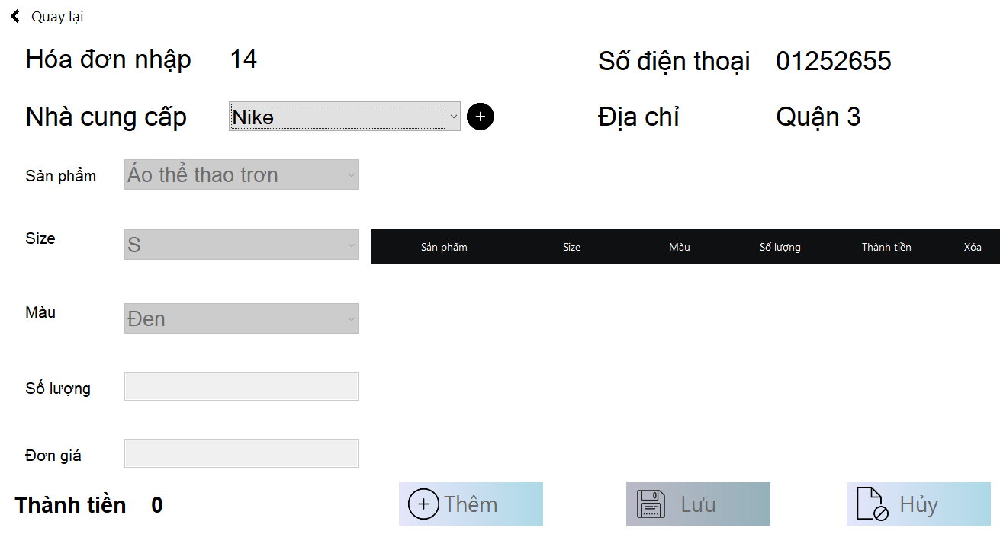 Quay lại
Hóa đơn nhập 14 Số điện thoại 01252655
Nhà cung cấp Nike Địa chỉ Quận 3
Sản phẩm Áo thể thao trơn
Size S
Sản phẩm Size Màu Số lượng Thành tiền Xóa
Màu Đen
Số lượng
Đơn giá
Thành tiền 0 Thêm Lưu Hủy